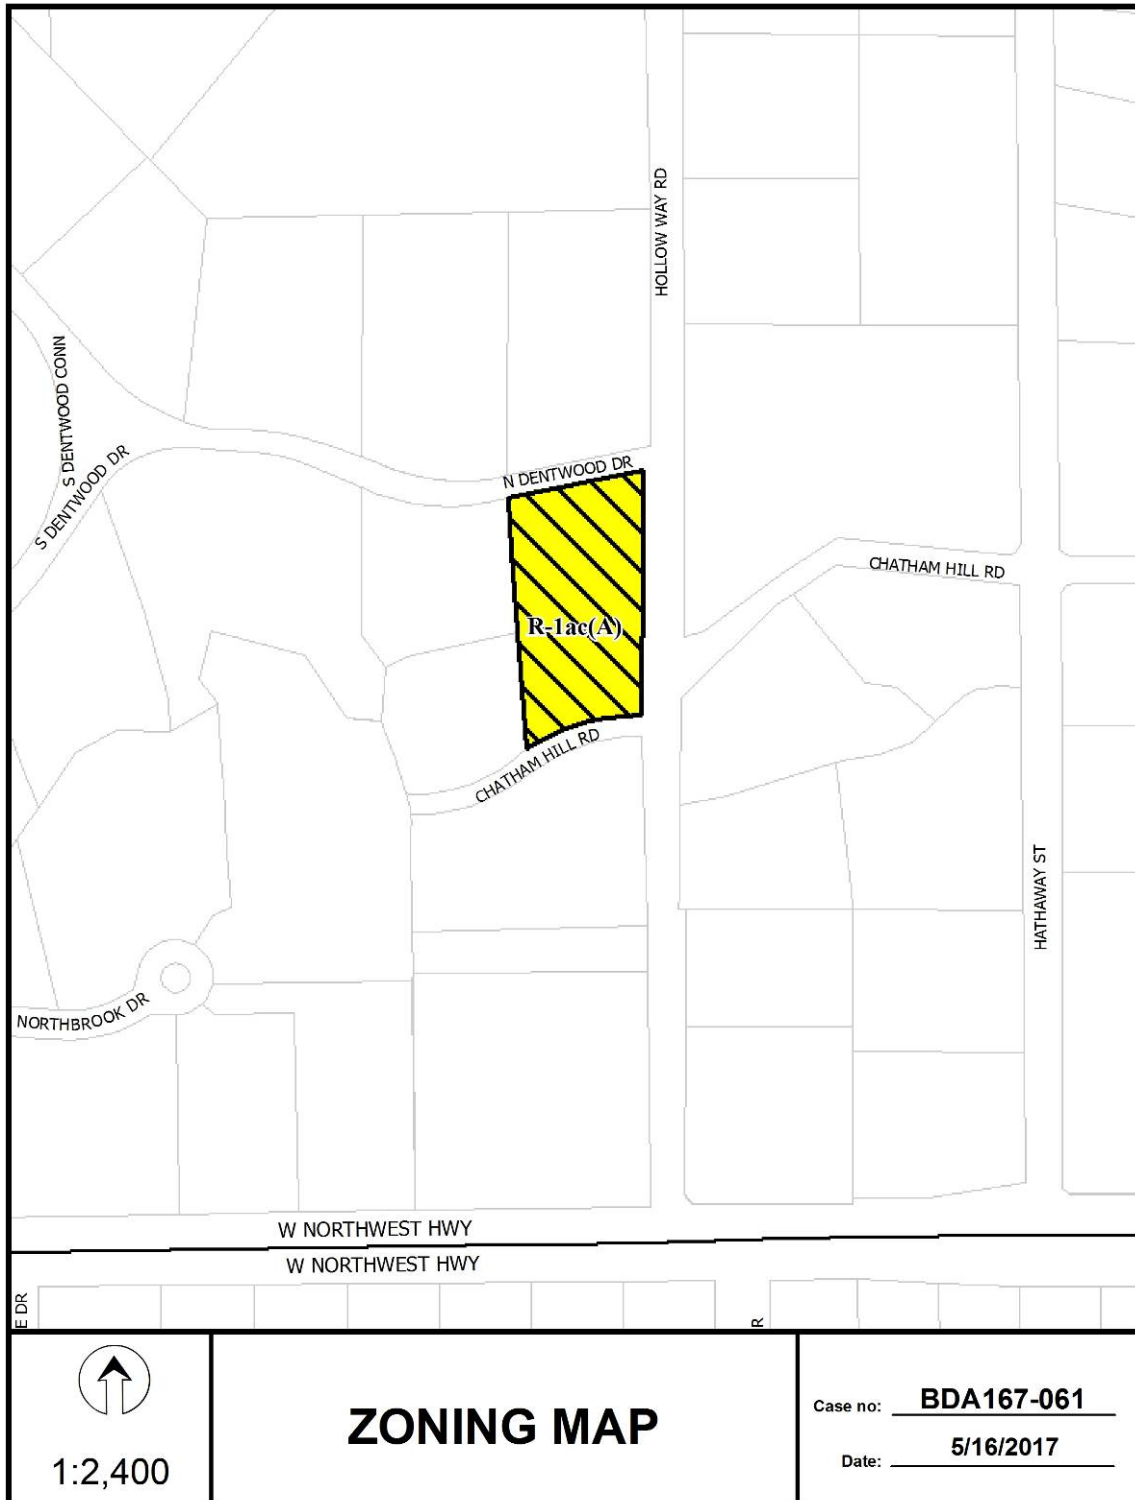 HOLLOW WAY RD
S DENTWOOD CONN
S DENTWOOD DR
N DENTWOOD DR
CHATHAM HILL RD
R-1ac(A)
CHATHAM HILL RD
HATHAWAY ST
NORTHBROOK DR
W NORTHWEST HWY
W NORTHWEST HWY
E DR
R
1:2,400
ZONING MAP
Case no: BDA167-061
Date: 5/16/2017